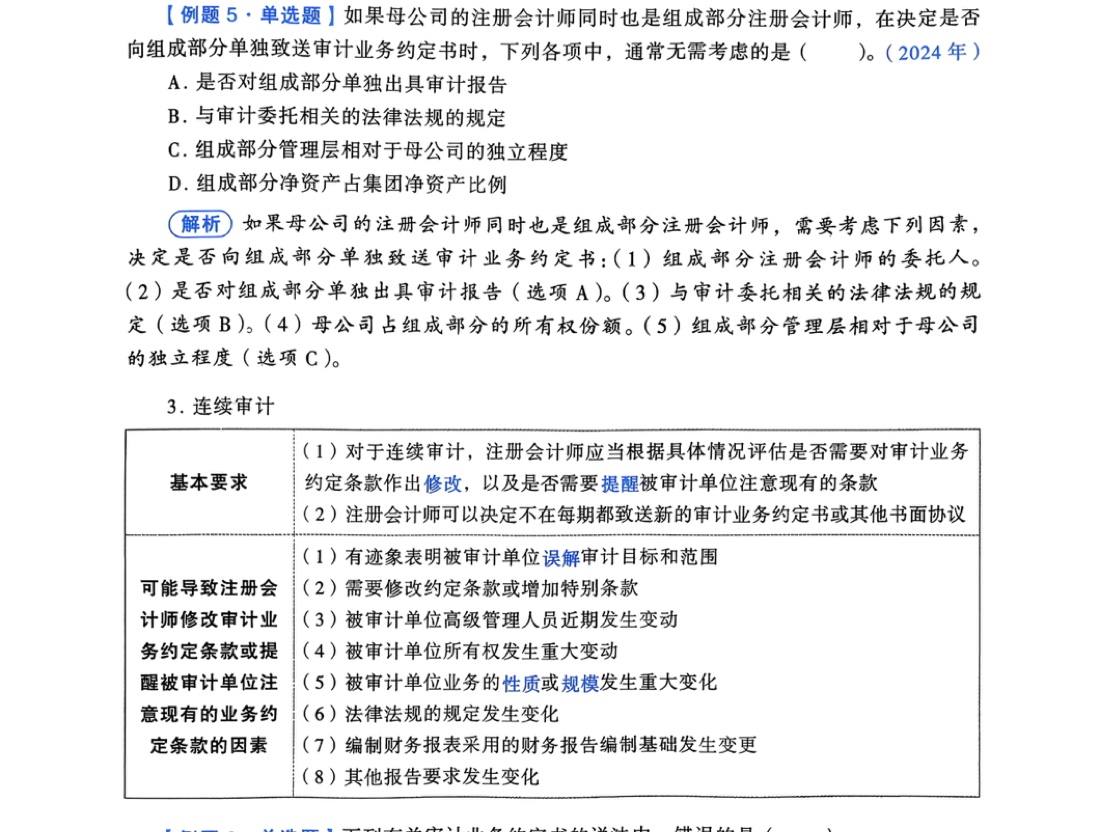 【例题5·单选题】如果母公司的注册会计师同时也是组成部分注册会计师，在决定是否
向组成部分单独致送审计业务约定书时，下列各项中，通常无需考虑的是（　　）。（2024年）
A. 是否对组成部分单独出具审计报告
B. 与审计委托相关的法律法规的规定
C. 组成部分管理层相对于母公司的独立程度
D. 组成部分净资产占集团净资产比例
解析 如果母公司的注册会计师同时也是组成部分注册会计师，需要考虑下列因素，
决定是否向组成部分单独致送审计业务约定书：（1）组成部分注册会计师的委托人。
（2）是否对组成部分单独出具审计报告（选项A）。（3）与审计委托相关的法律法规的规
定（选项B）。（4）母公司占组成部分的所有权份额。（5）组成部分管理层相对于母公司
的独立程度（选项C）。
3. 连续审计
基本要求
（1）对于连续审计，注册会计师应当根据具体情况评估是否需要对审计业务
约定条款作出修改，以及是否需要提醒被审计单位注意现有的条款
（2）注册会计师可以决定不在每期都致送新的审计业务约定书或其他书面协议
可能导致注册会
计师修改审计业
务约定条款或提
醒被审计单位注
意现有的业务约
定条款的因素
（1）有迹象表明被审计单位误解审计目标和范围
（2）需要修改约定条款或增加特别条款
（3）被审计单位高级管理人员近期发生变动
（4）被审计单位所有权发生重大变动
（5）被审计单位业务的性质或规模发生重大变化
（6）法律法规的规定发生变化
（7）编制财务报表采用的财务报告编制基础发生变更
（8）其他报告要求发生变化